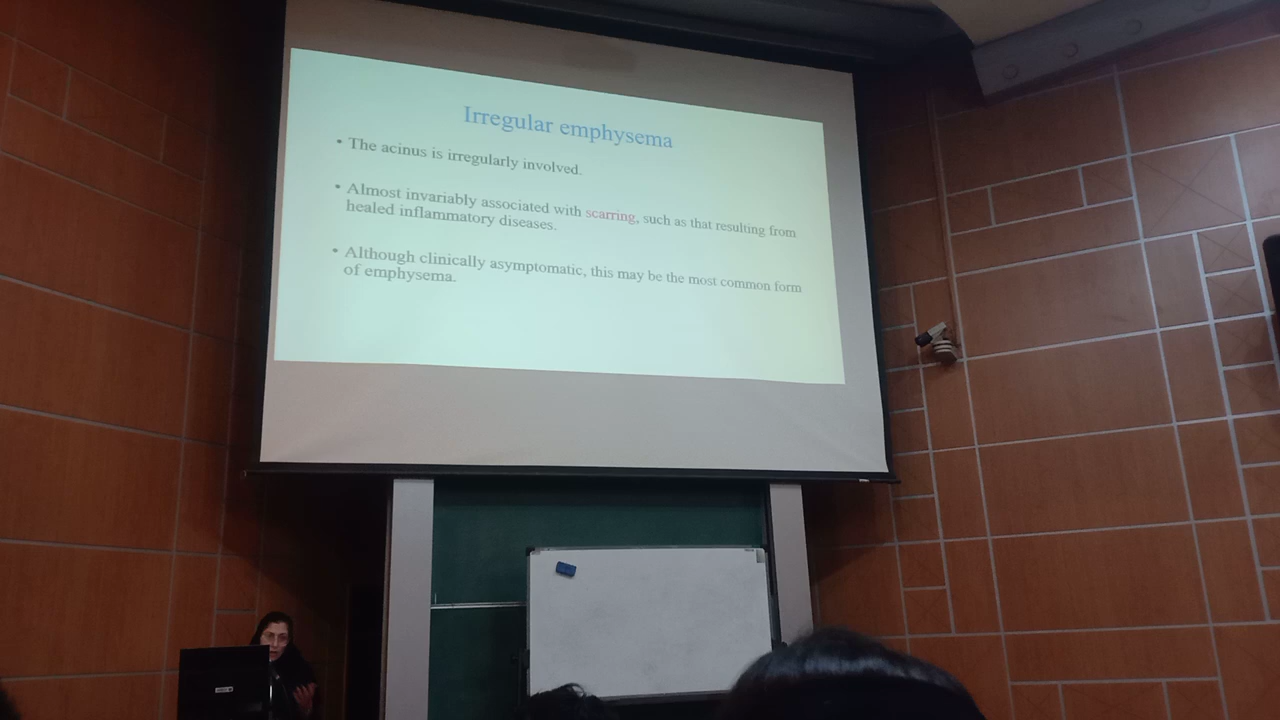 Irregular emphysema
• The acinus is irregularly involved.
• Almost invariably associated with scarring, such as that resulting from
healed inflammatory diseases.
• Although clinically asymptomatic, this may be the most common form
of emphysema.